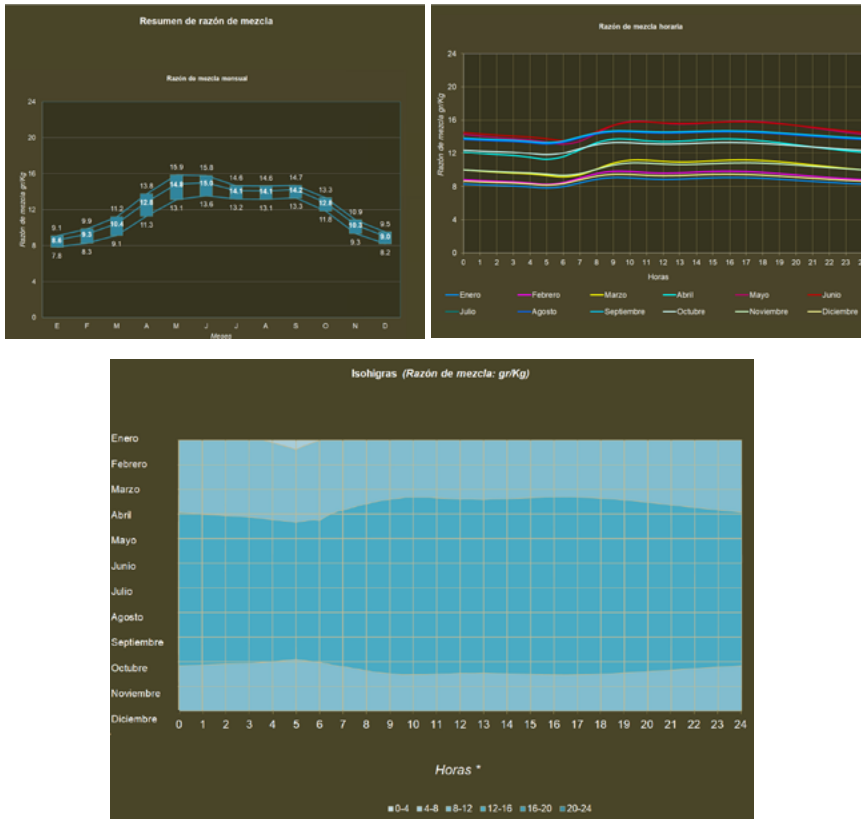 Resumen de razón de mezcla
Razón de mezcla mensual
Razón de mezcla gr/Kg
24
20
16
12
8
4
0
9.1 9.9 11.2 13.8 15.9 15.8 14.6 14.6 14.7 13.3 10.9 9.5
8.6 9.3 10.4 12.8 14.8 15.0 14.1 14.1 14.2 12.8 10.3 9.0
7.8 8.3 9.1 11.3 13.1 13.6 13.2 13.1 13.3 11.8 9.3 8.2
E F M A M J J A S O N D
Meses
Razón de mezcla horaria
Razón de mezcla gr/Kg
24
20
16
12
8
4
0
0 1 2 3 4 5 6 7 8 9 10 11 12 13 14 15 16 17 18 19 20 21 22 23
Horas
Enero Febrero Marzo Abril Mayo Junio
Julio Agosto Septiembre Octubre Noviembre Diciembre
Isohigras (Razón de mezcla: gr/Kg)
Enero
Febrero
Marzo
Abril
Mayo
Junio
Julio
Agosto
Septiembre
Octubre
Noviembre
Diciembre
0 1 2 3 4 5 6 7 8 9 10 11 12 13 14 15 16 17 18 19 20 21 22 23 24
Horas *
0-4 4-8 8-12 12-16 16-20 20-24